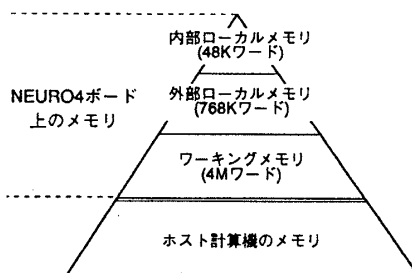 内部ローカルメモリ
(48Kワード)
外部ローカルメモリ
(768Kワード)
NEURO4ボード
上のメモリ
ワーキングメモリ
(4Mワード)
ホスト計算機のメモリ